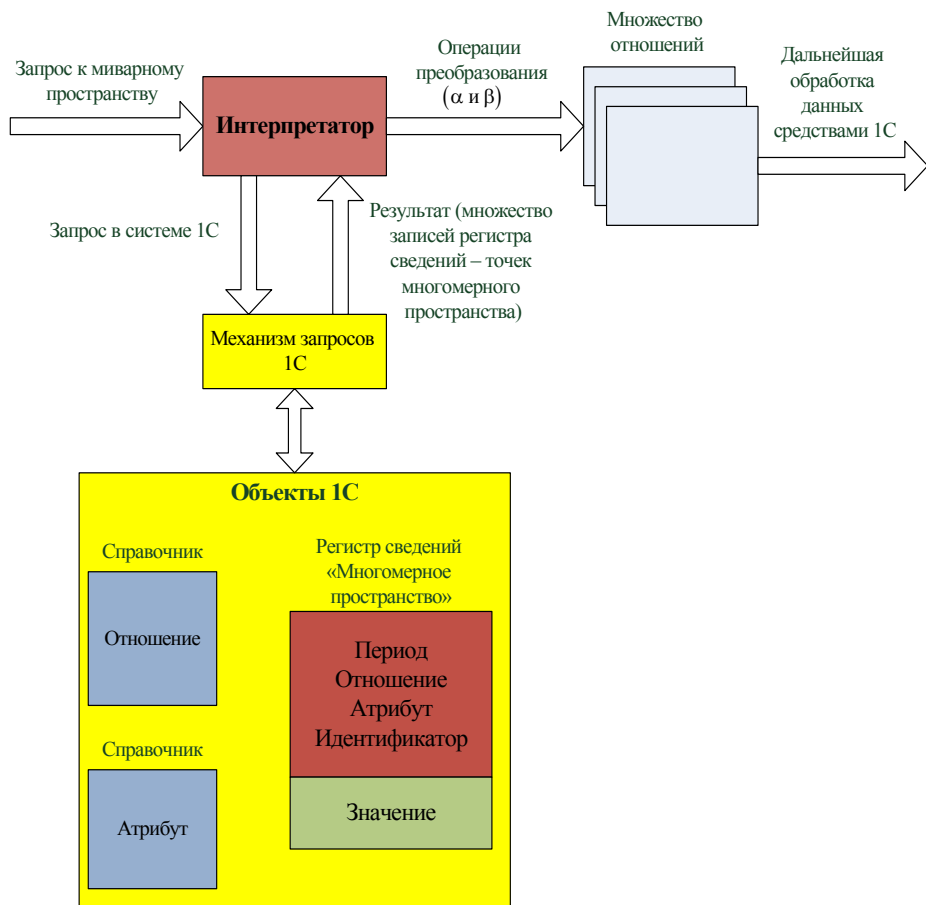 Запрос к миварному
пространству
Интерпретатор
Операции
преобразования
(α и β)
Множество
отношений
Дальнейшая
обработка
данных
средствами 1С
Запрос в системе 1С
Результат (множество
записей регистра
сведений – точек
многомерного
пространства)
Механизм запросов
1С
Объекты 1С
Справочник
Отношение
Справочник
Атрибут
Регистр сведений
«Многомерное
пространство»
Период
Отношение
Атрибут
Идентификатор
Значение